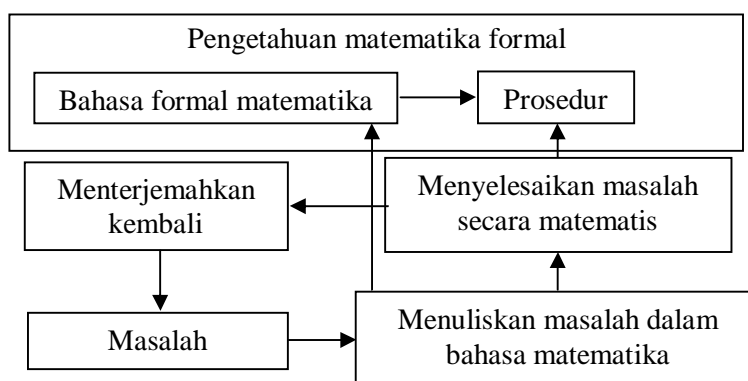 Pengetahuan matematika formal
Bahasa formal matematika
Prosedur
Menterjemahkan
kembali
Menyelesaikan masalah
secara matematis
Masalah
Menuliskan masalah dalam
bahasa matematika